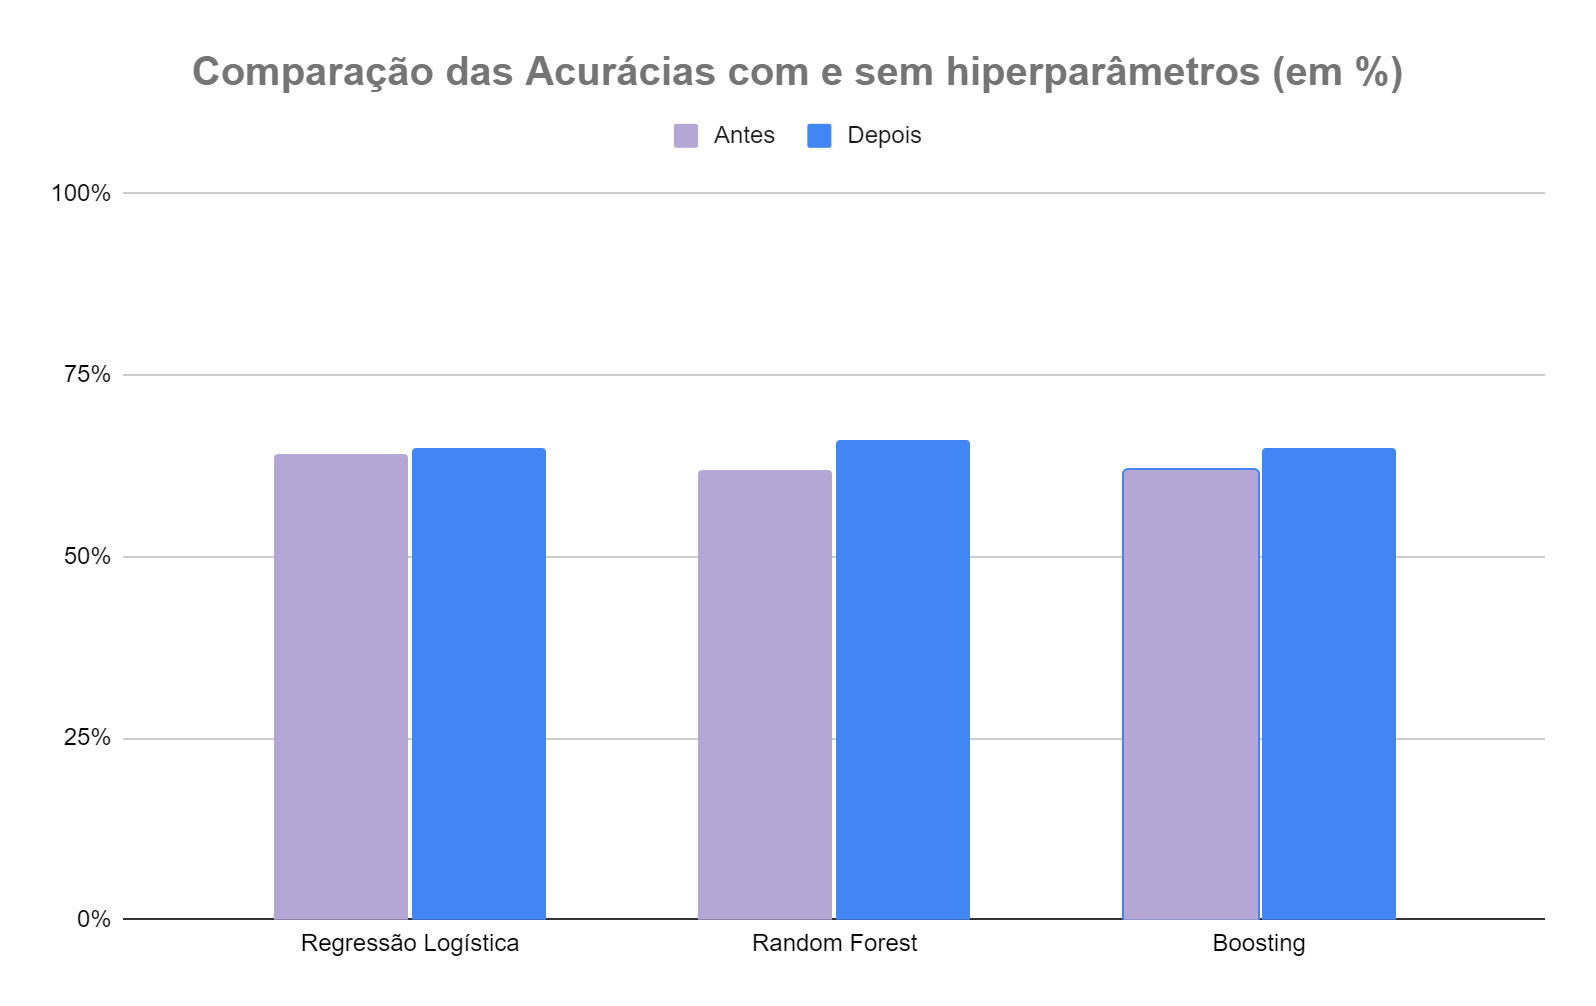 Comparação das Acurácias com e sem hiperparâmetros (em %)
Antes Depois
100%
75%
50%
25%
0%
Regressão Logística Random Forest Boosting